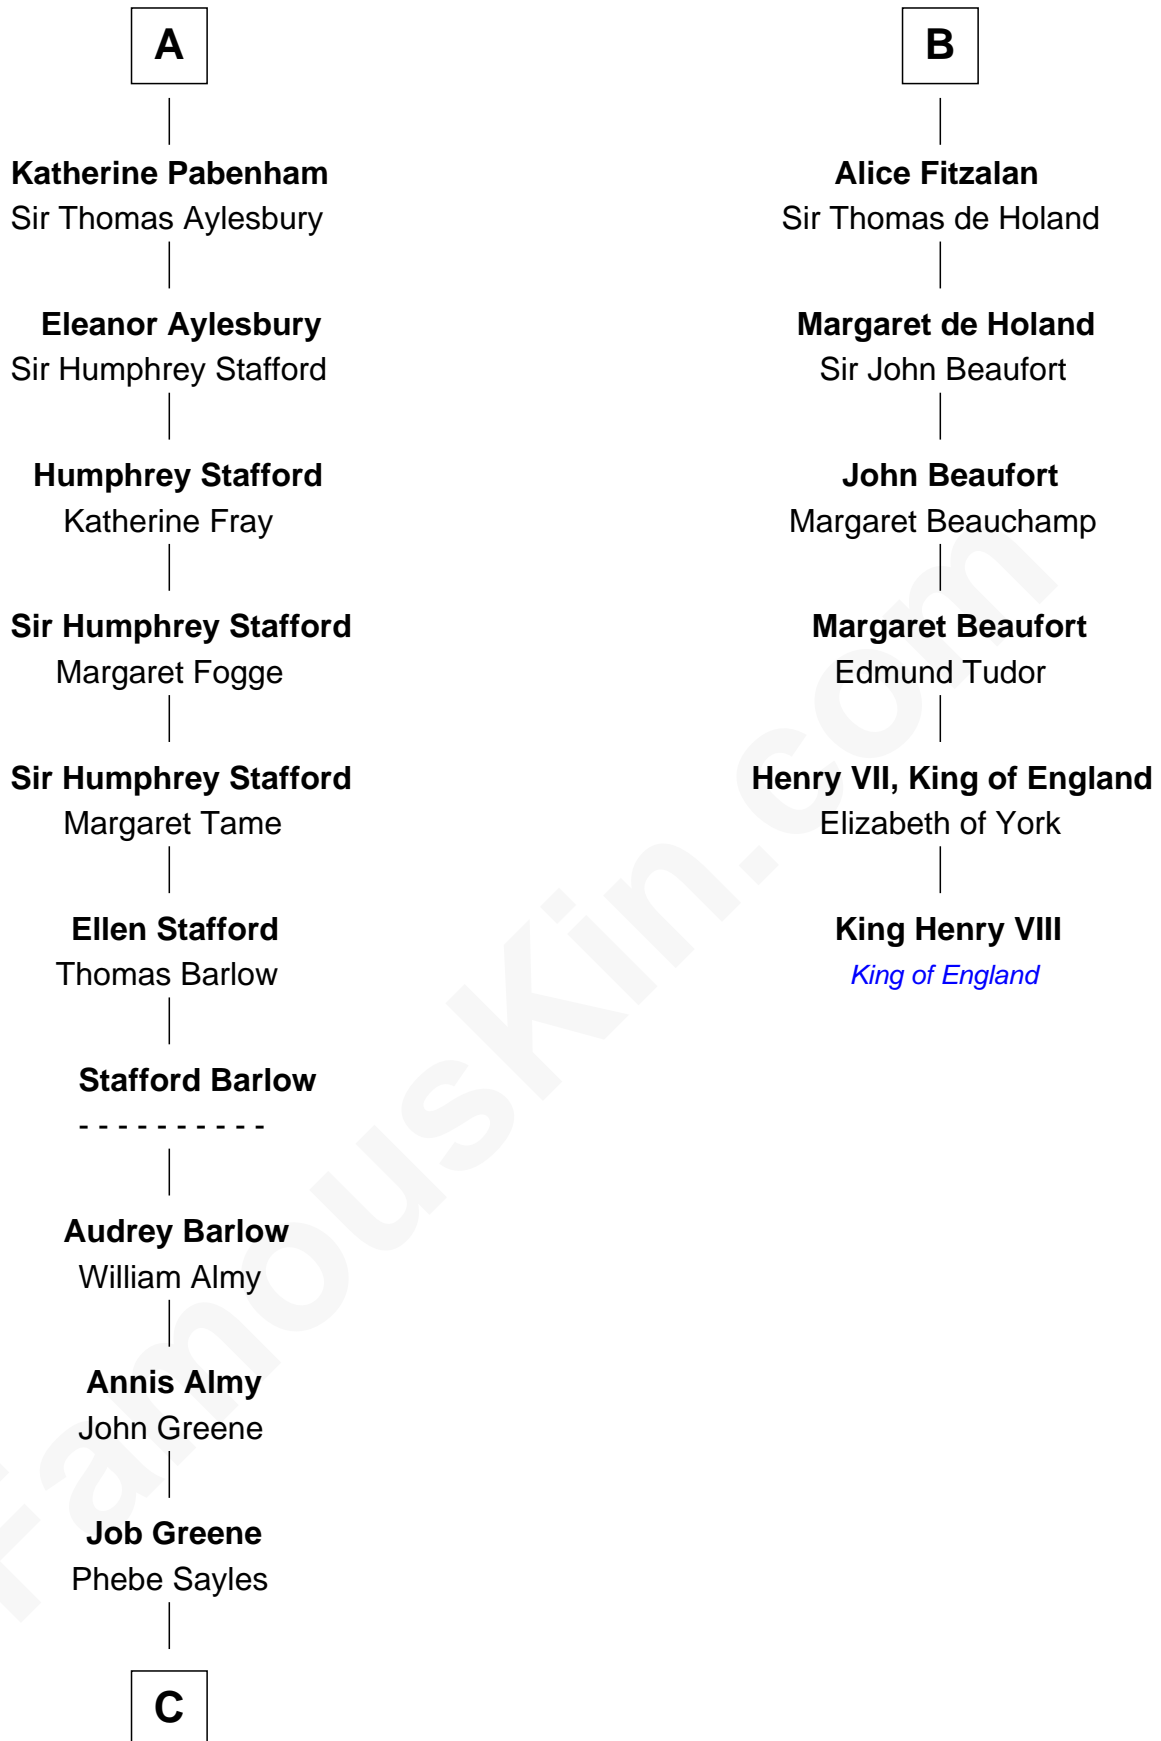 A
Katherine Pabenham
Sir Thomas Aylesbury
Eleanor Aylesbury
Sir Humphrey Stafford
Humphrey Stafford
Katherine Fray
Sir Humphrey Stafford
Margaret Fogge
Sir Humphrey Stafford
Margaret Tame
Ellen Stafford
Thomas Barlow
Stafford Barlow
- - - - - - - - - -
Audrey Barlow
William Almy
Annis Almy
John Greene
Job Greene
Phebe Sayles
C
B
Alice Fitzalan
Sir Thomas de Holand
Margaret de Holand
Sir John Beaufort
John Beaufort
Margaret Beauchamp
Margaret Beaufort
Edmund Tudor
Henry VII, King of England
Elizabeth of York
King Henry VIII
King of England
FamousKin.com